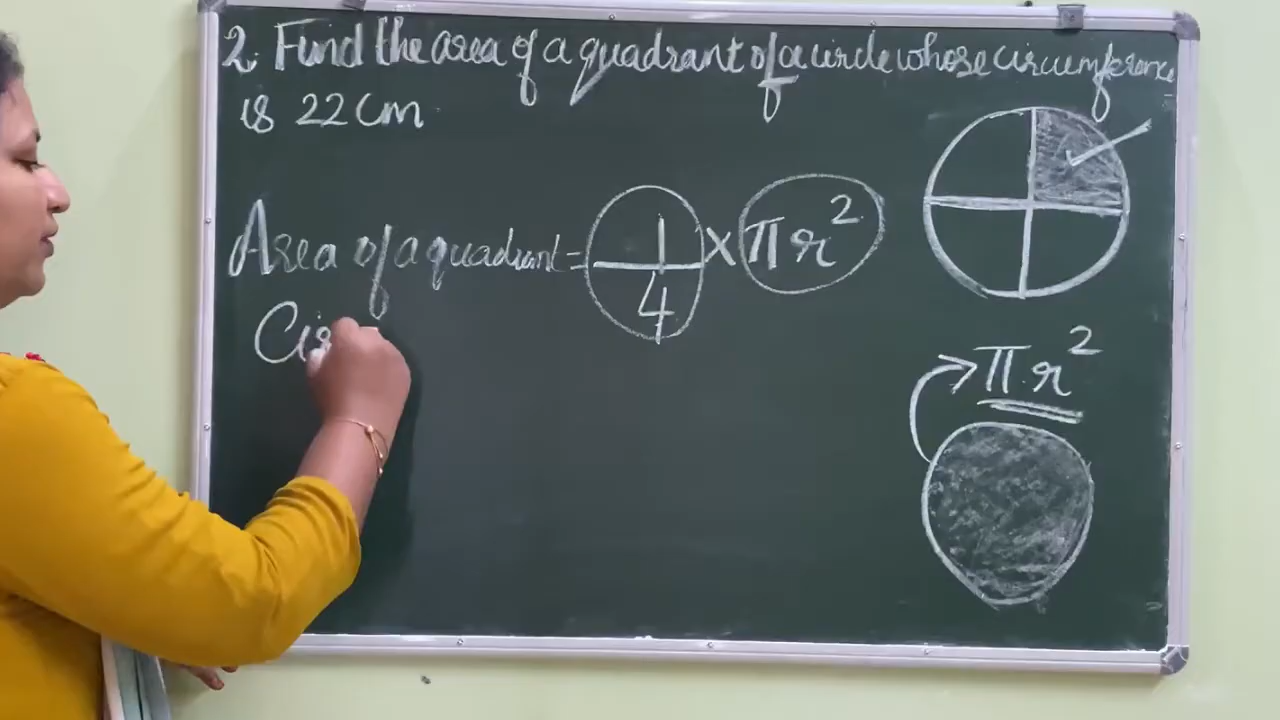 2. Find the area of a quadrant of a circle whose circumference
is 22 cm.
Area of a quadrant = 1/4 × πr²
Cir
πr²